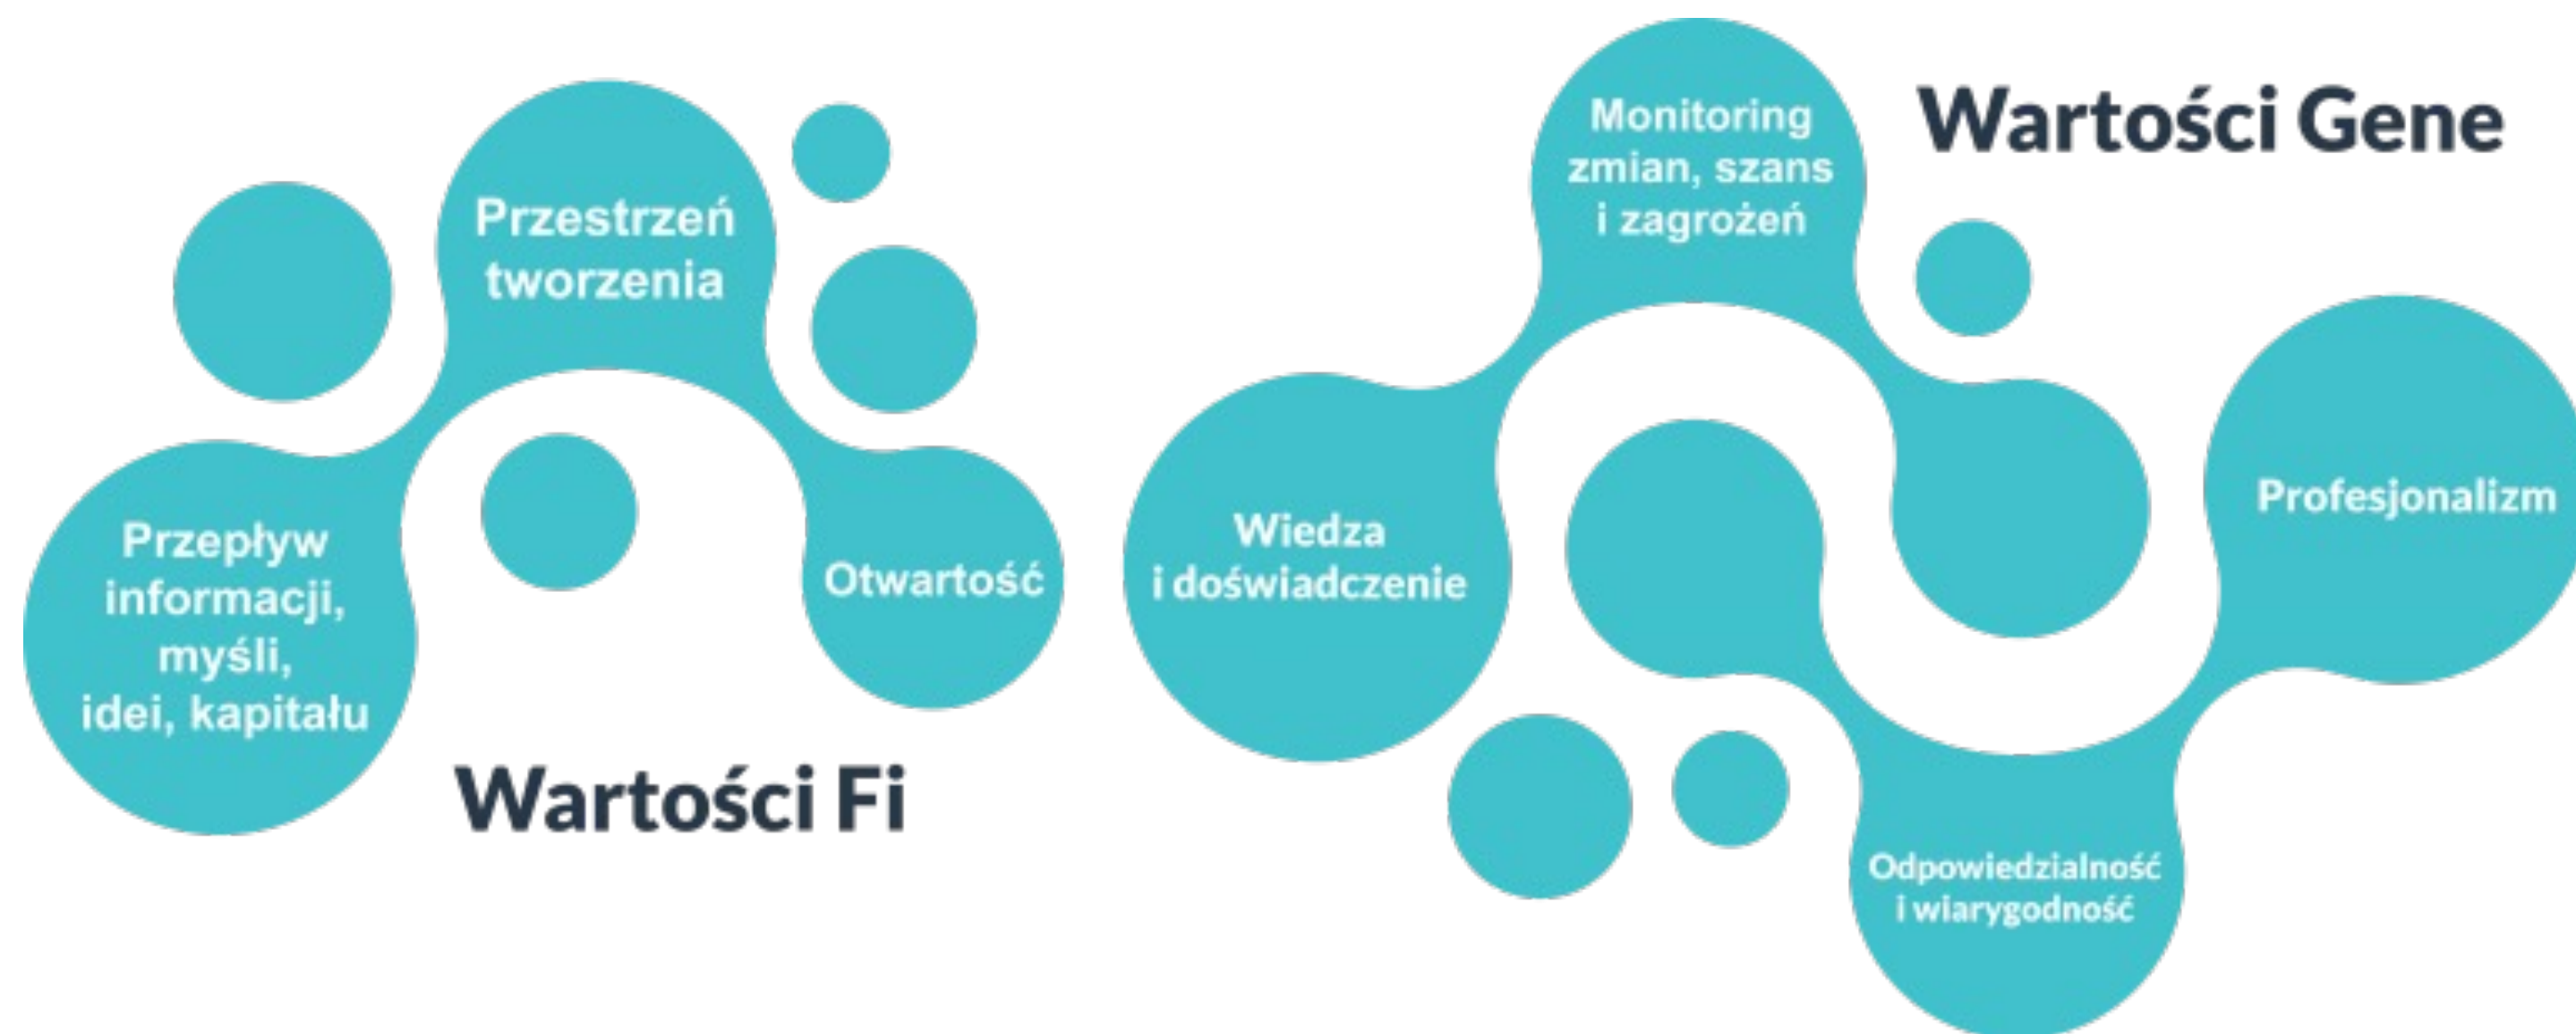 Przestrzeń
tworzenia
Przepływ
informacji,
myśli,
idei, kapitału
Otwartość
Wartości Fi
Monitoring
zmian, szans
i zagrożeń
Wartości Gene
Wiedza
i doświadczenie
Profesjonalizm
Odpowiedzialność
i wiarygodność